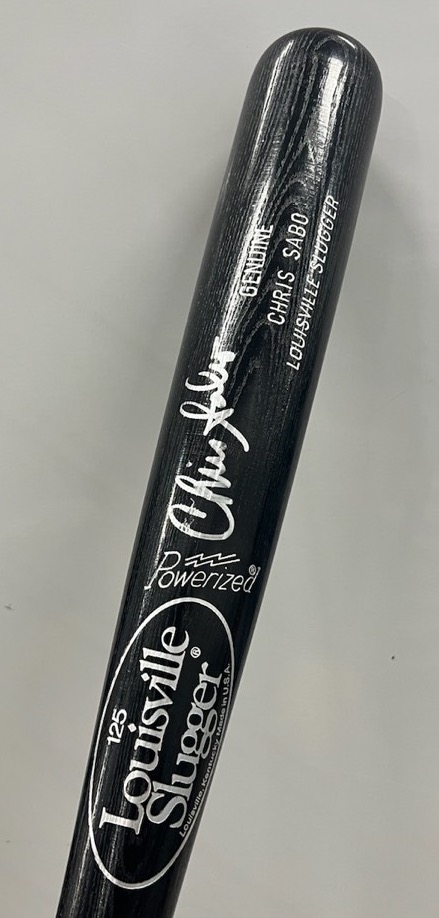 GENUINE
CHRIS SABO
LOUISVILLE SLUGGER
Chris Sabo
Powerized®
125
Louisville
Slugger®
Louisville, Kentucky, Made in U.S.A.